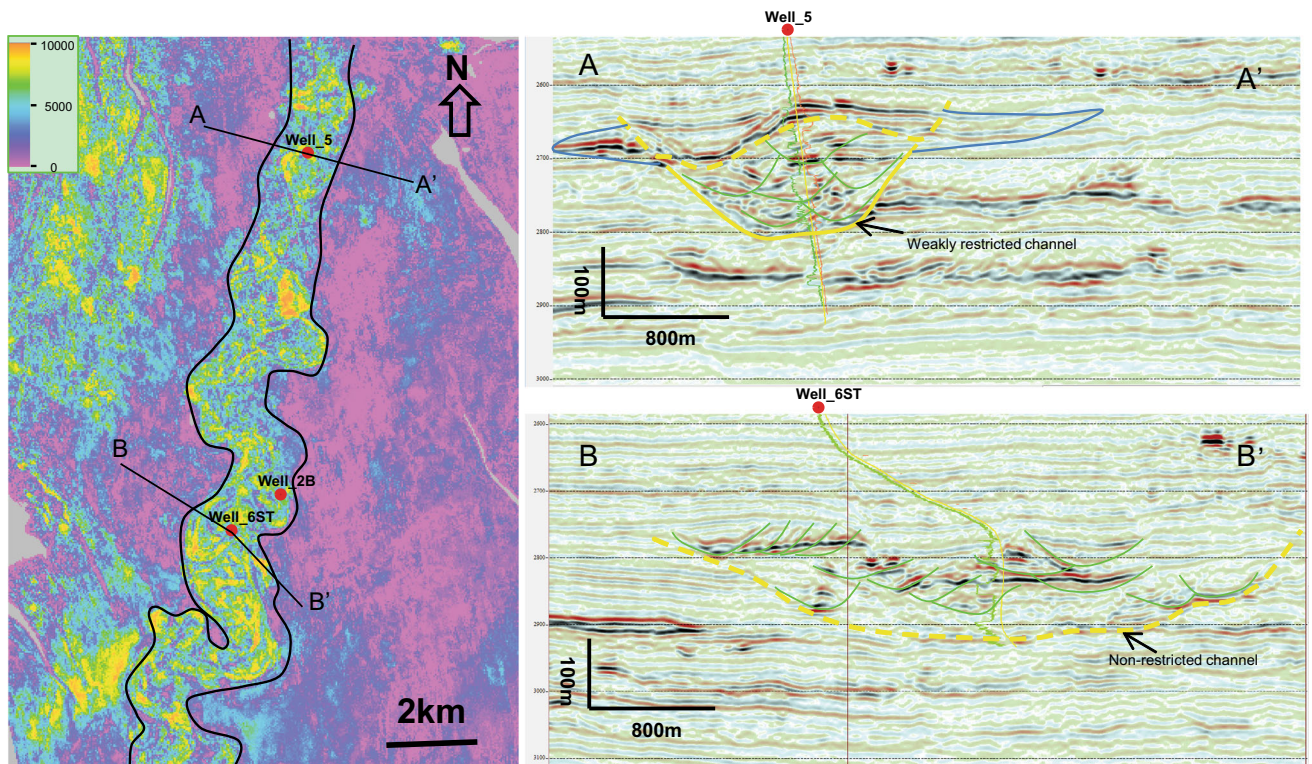 10000
5000
0
N
A
Well_5
A'
B
Well_2B
Well_6ST
B'
2km
Well_5
A
A'
2600
2700
2800
2900
3000
Weakly restricted channel
100m
800m
Well_6ST
B
B'
2600
2700
2800
2900
3000
3100
Non-restricted channel
100m
800m